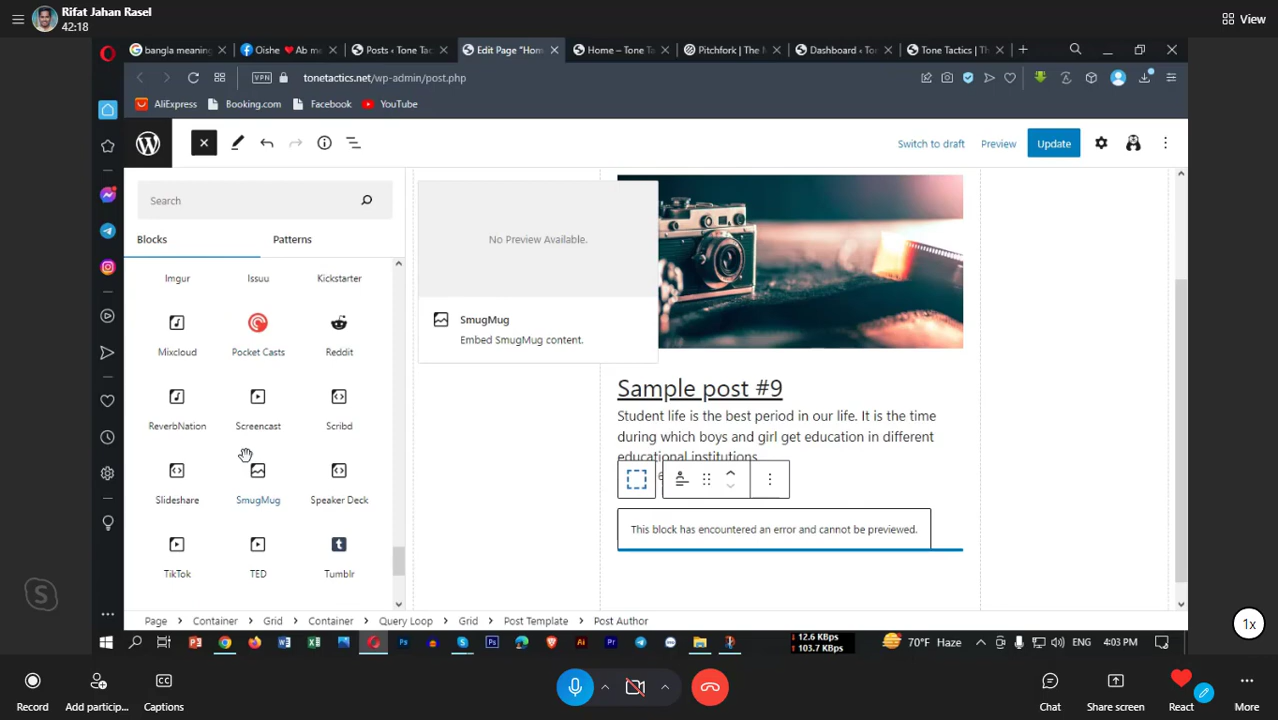 Rifat Jahan Rasel
42:18
View
bangla meaning
Oishe ❤ Ab me
Posts ‹ Tone Tac
Edit Page "Hom
Home – Tone Ta
Pitchfork | The M
Dashboard ‹ Ton
Tone Tactics | Th
VPN
tonetactics.net/wp-admin/post.php
AliExpress
Booking.com
Facebook
YouTube
Switch to draft
Preview
Update
Search
Blocks
Patterns
No Preview Available.
SmugMug
Embed SmugMug content.
Imgur
Issuu
Kickstarter
Mixcloud
Pocket Casts
Reddit
ReverbNation
Screencast
Scribd
Slideshare
SmugMug
Speaker Deck
TikTok
TED
Tumblr
Sample post #9
Student life is the best period in our life. It is the time
during which boys and girl get education in different
educational institutions.
This block has encountered an error and cannot be previewed.
Page > Container > Grid > Container > Query Loop > Grid > Post Template > Post Author
12.6 KBps
103.7 KBps
70°F Haze
ENG
4:03 PM
1x
Record
Add particip...
Captions
Chat
Share screen
React
More